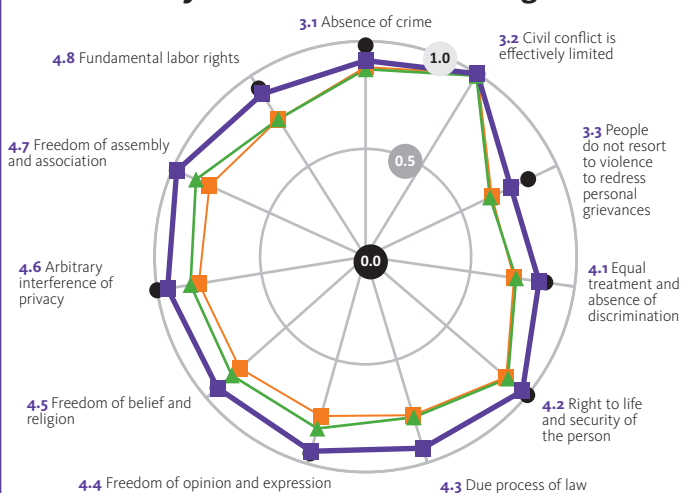 3.1 Absence of crime
3.2 Civil conflict is
effectively limited
4.8 Fundamental labor rights
1.0
3.3 People
do not resort
to violence
to redress
personal
grievances
4.7 Freedom of assembly
and association
0.5
0.0
4.6 Arbitrary
interference of
privacy
4.1 Equal
treatment and
absence of
discrimination
4.5 Freedom of belief and
religion
4.2 Right to life
and security of
the person
4.4 Freedom of opinion and expression
4.3 Due process of law